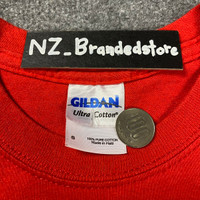 NZ_Brandedstore
GILDAN
Ultra Cotton
S
100% PURE COTTON
Made in Haiti